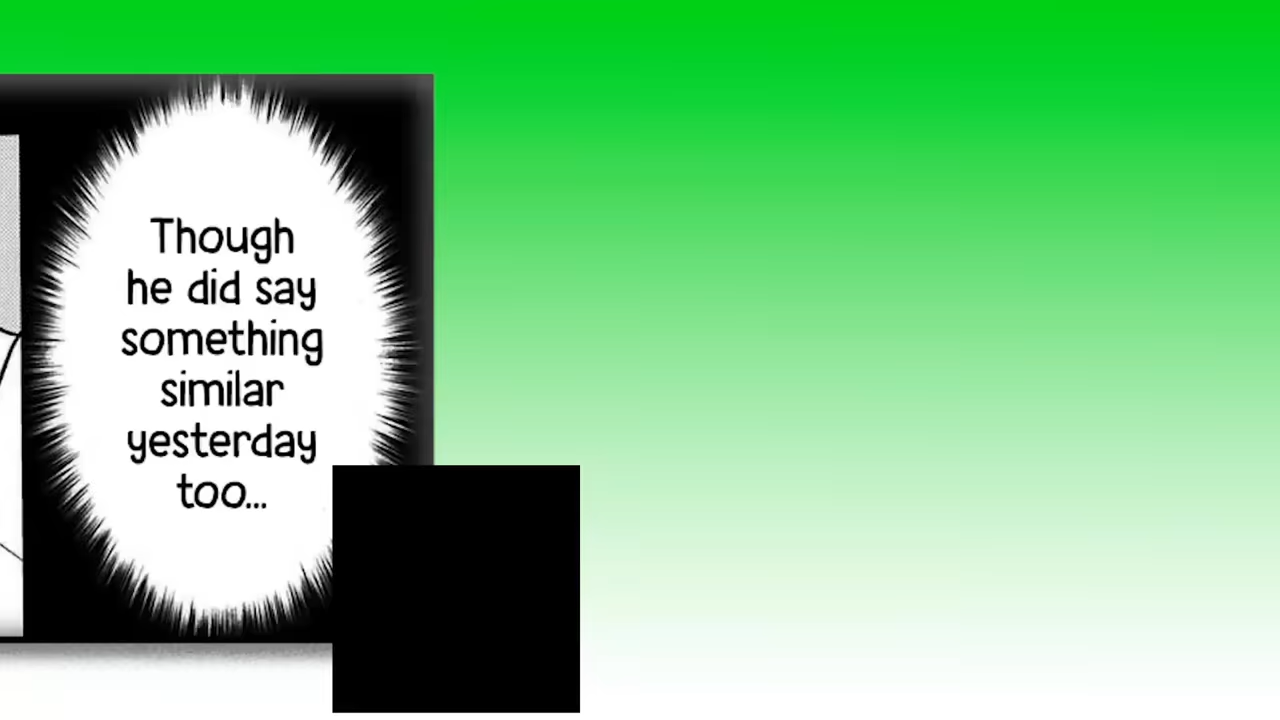 Though
he did say
something
similar
yesterday
too...